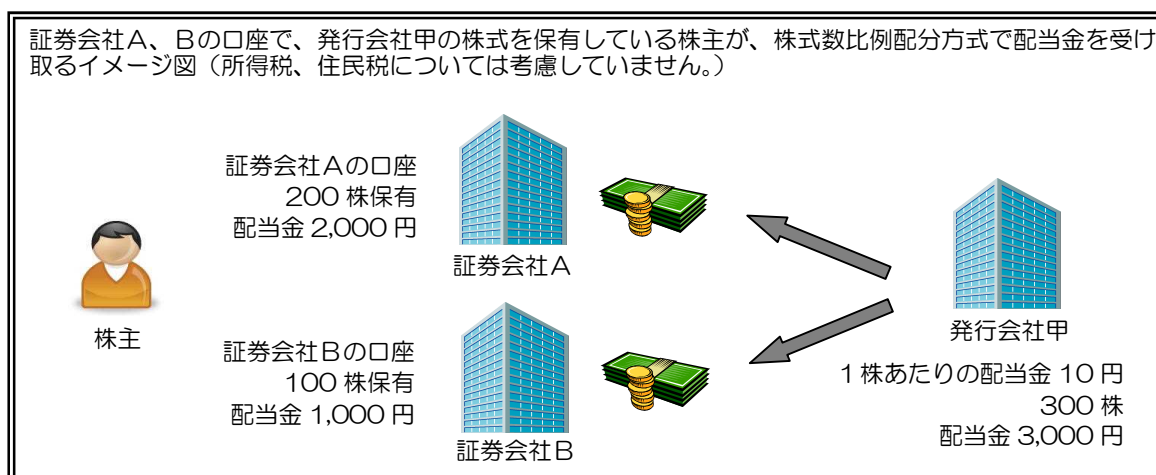 証券会社A、Bの口座で、発行会社甲の株式を保有している株主が、株式数比例配分方式で配当金を受け
取るイメージ図（所得税、住民税については考慮していません。）
証券会社Aの口座
200 株保有
配当金 2,000 円
証券会社A
株主
証券会社Bの口座
100 株保有
配当金 1,000 円
証券会社B
発行会社甲
1 株あたりの配当金 10 円
300 株
配当金 3,000 円